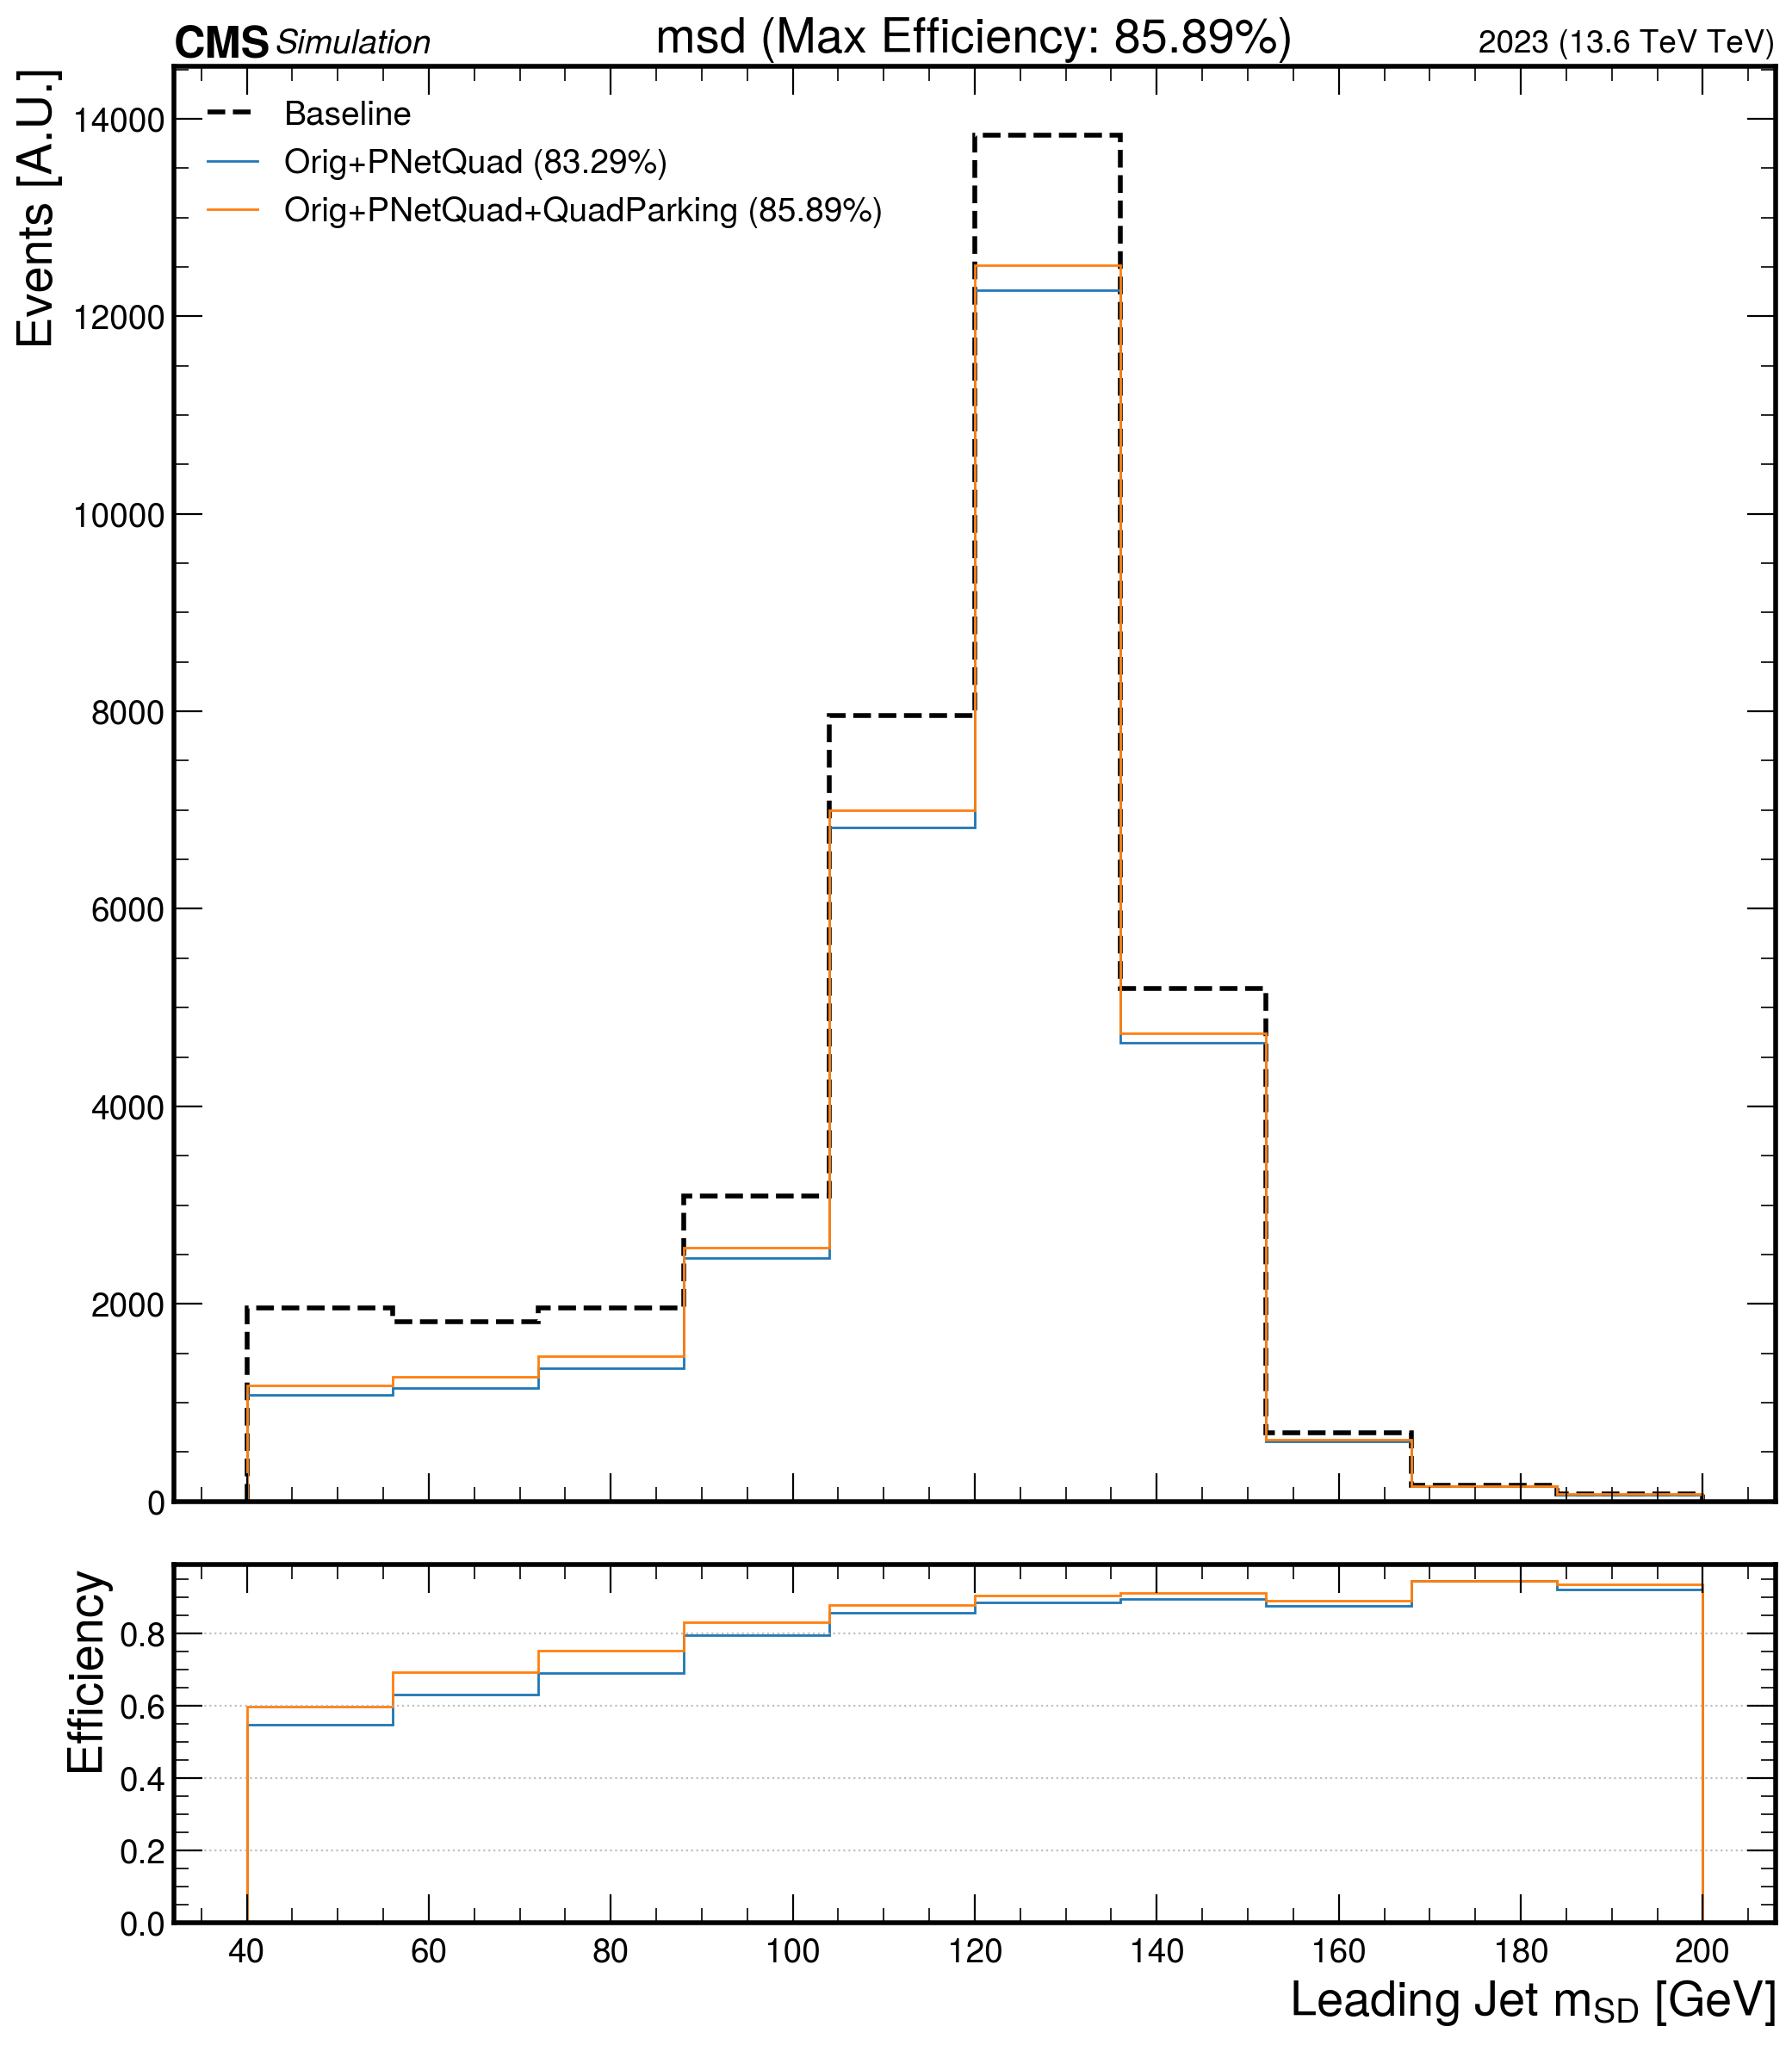 CMS Simulation
msd (Max Efficiency: 85.89%)
2023 (13.6 TeV TeV)
Events [A.U.]
Baseline
Orig+PNetQuad (83.29%)
Orig+PNetQuad+QuadParking (85.89%)
14000
12000
10000
8000
6000
4000
2000
0
Efficiency
0.8
0.6
0.4
0.2
0.0
40 60 80 100 120 140 160 180 200
Leading Jet mSD [GeV]